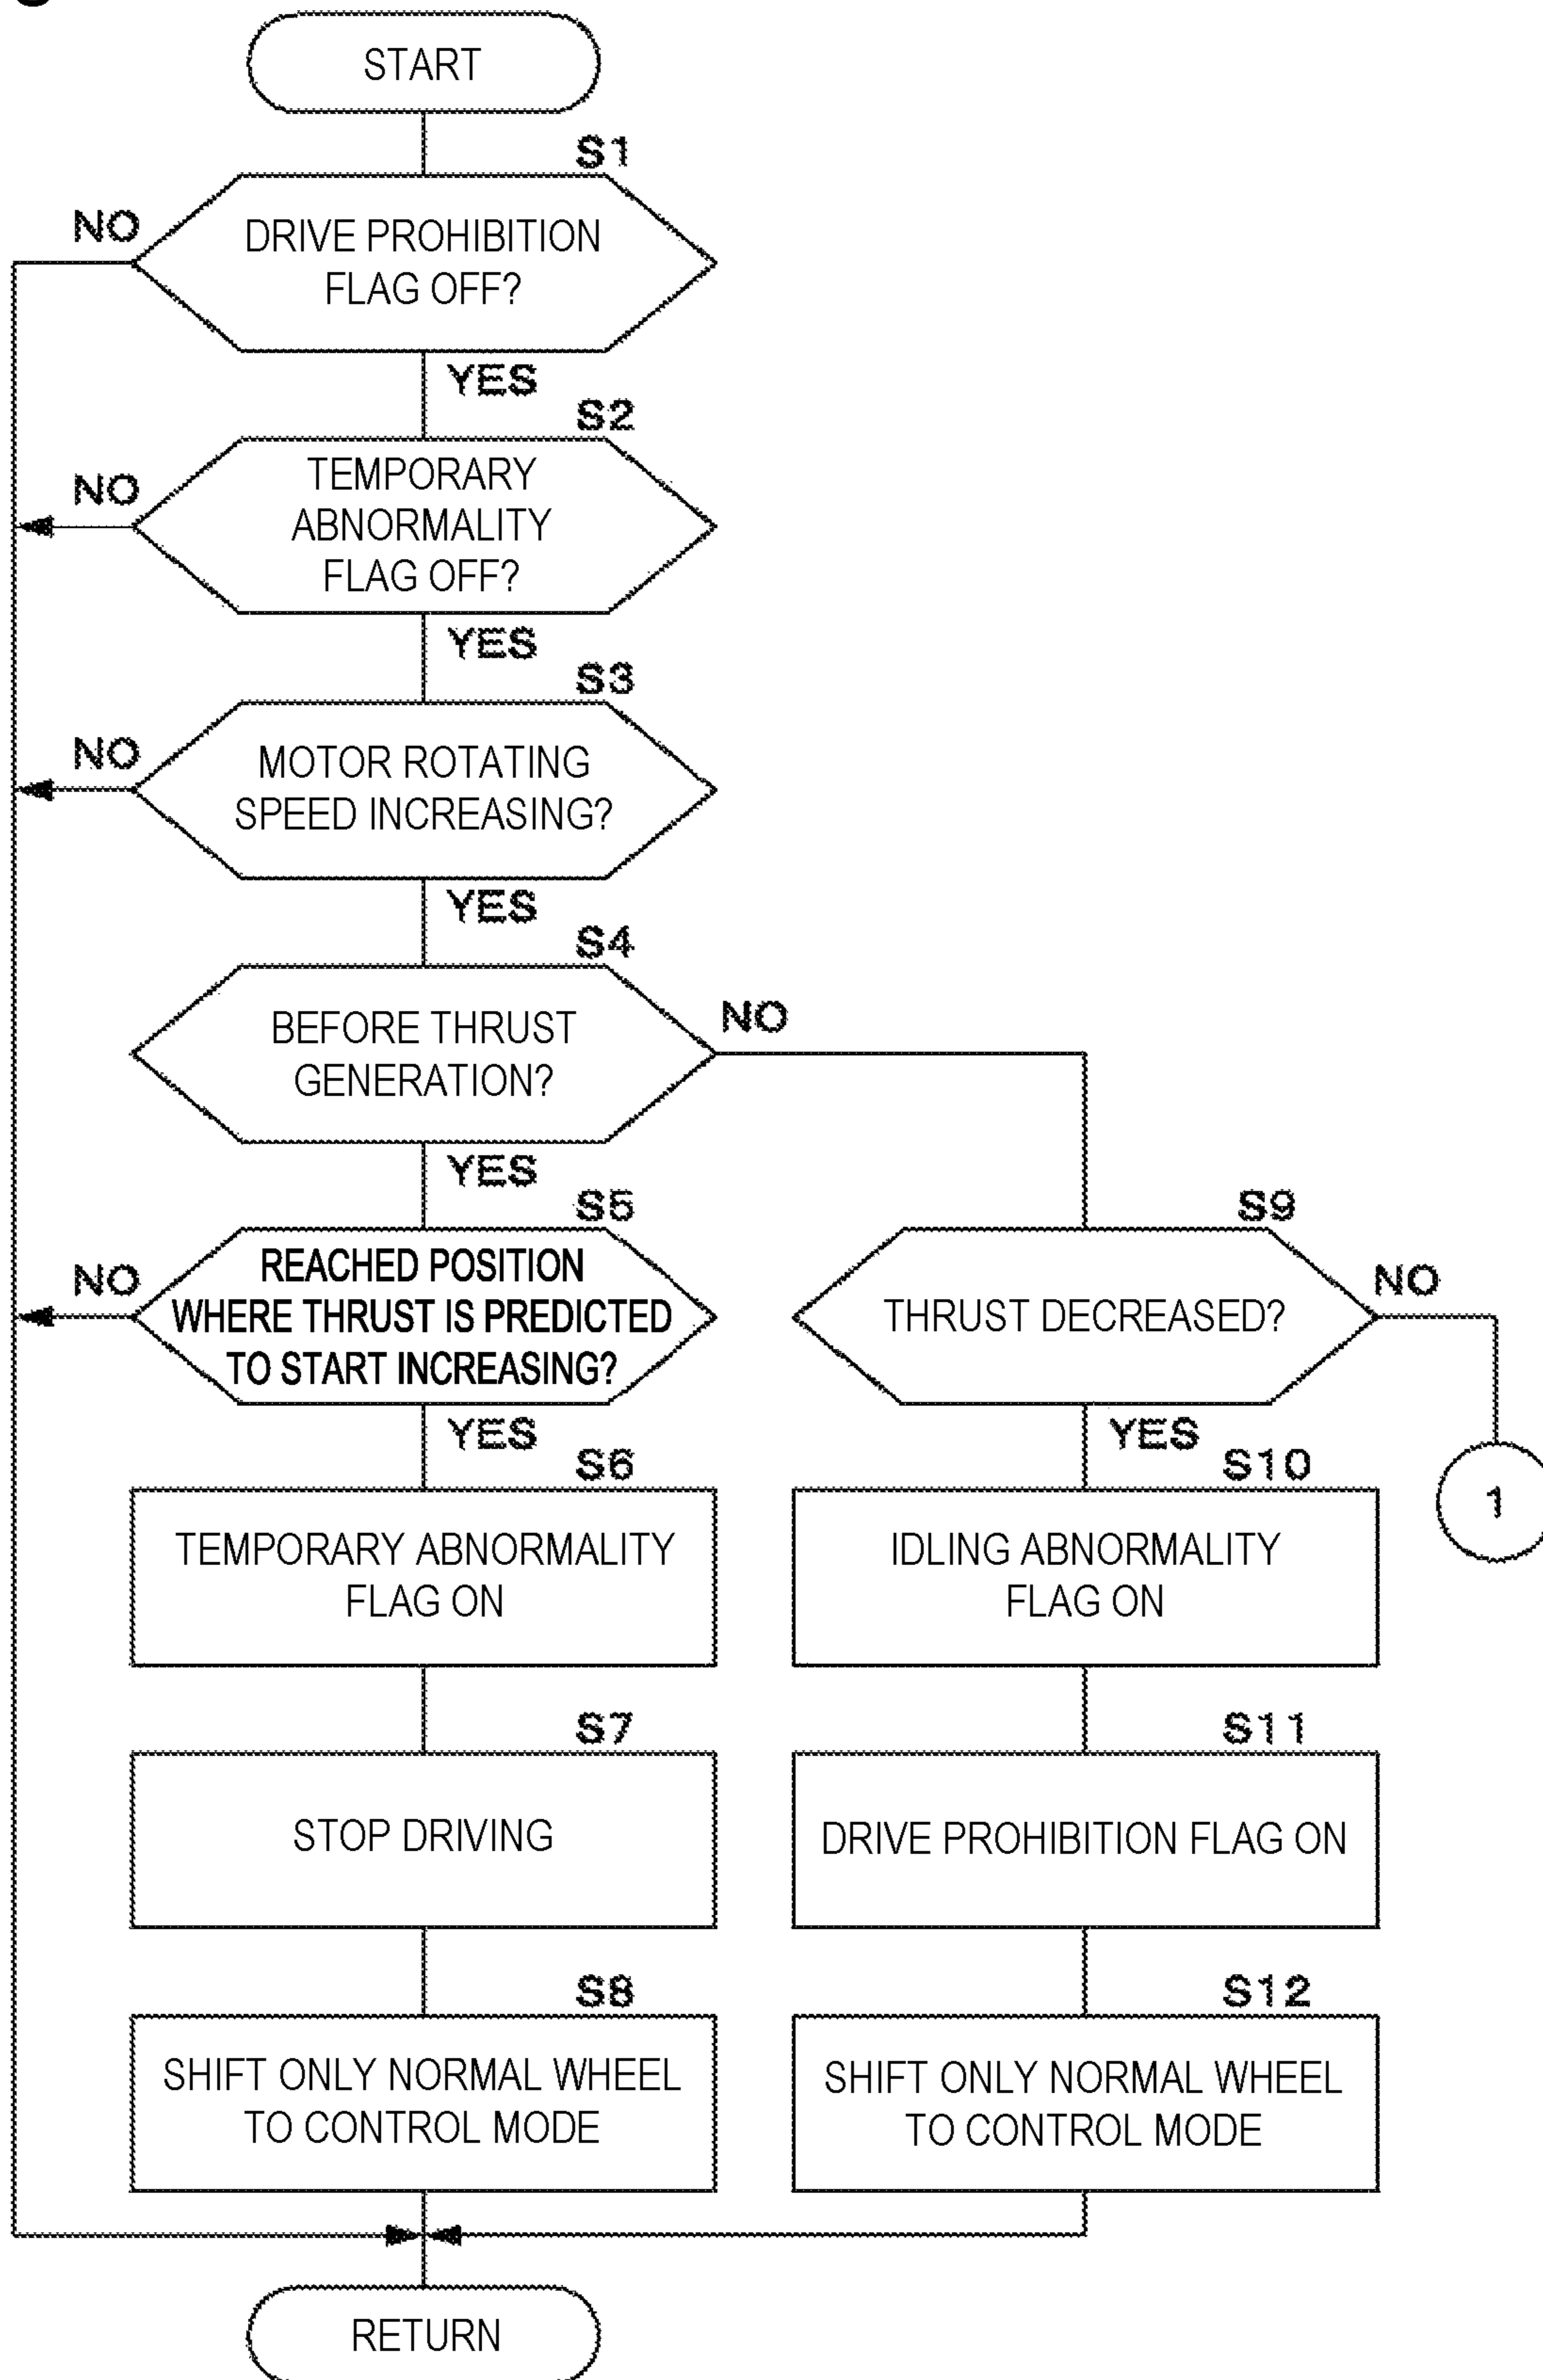 START
S1
NO
DRIVE PROHIBITION
FLAG OFF?
YES
S2
NO
TEMPORARY
ABNORMALITY
FLAG OFF?
YES
S3
NO
MOTOR ROTATING
SPEED INCREASING?
YES
S4
BEFORE THRUST
GENERATION?
NO
YES
S5
NO
REACHED POSITION
WHERE THRUST IS PREDICTED
TO START INCREASING?
YES
S9
THRUST DECREASED?
NO
YES
1
S6
TEMPORARY ABNORMALITY
FLAG ON
S10
IDLING ABNORMALITY
FLAG ON
S7
STOP DRIVING
S11
DRIVE PROHIBITION FLAG ON
S8
SHIFT ONLY NORMAL WHEEL
TO CONTROL MODE
S12
SHIFT ONLY NORMAL WHEEL
TO CONTROL MODE
RETURN